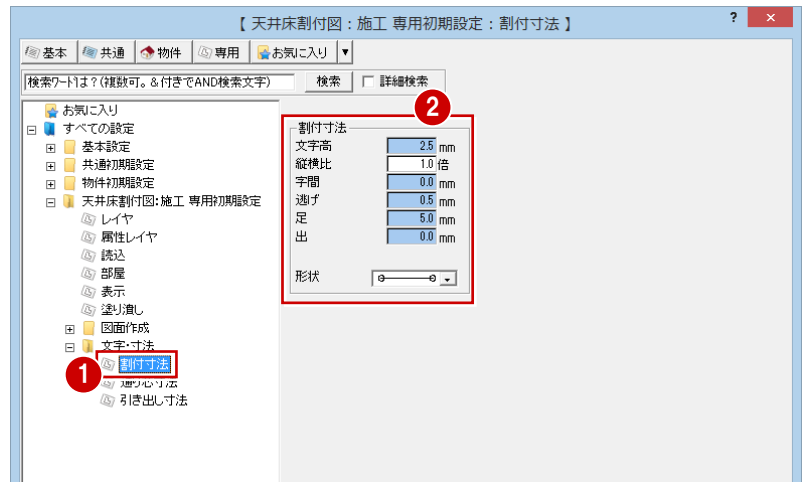 【 天井床割付図：施工 専用初期設定：割付寸法 】
? ×
基本 共通 物件 専用 お気に入り ▼
検索ワードは？(複数可。＆付きでAND検索文字) 検索 詳細検索
お気に入り
すべての設定
基本設定
共通初期設定
物件初期設定
天井床割付図:施工 専用初期設定
レイヤ
属性レイヤ
読込
部屋
表示
塗り潰し
図面作成
文字・寸法
1
割付寸法
通り芯寸法
引き出し寸法
2
割付寸法
文字高 2.5 mm
縦横比 1.0 倍
字間 0.0 mm
逃げ 0.5 mm
足 5.0 mm
出 0.0 mm
形状